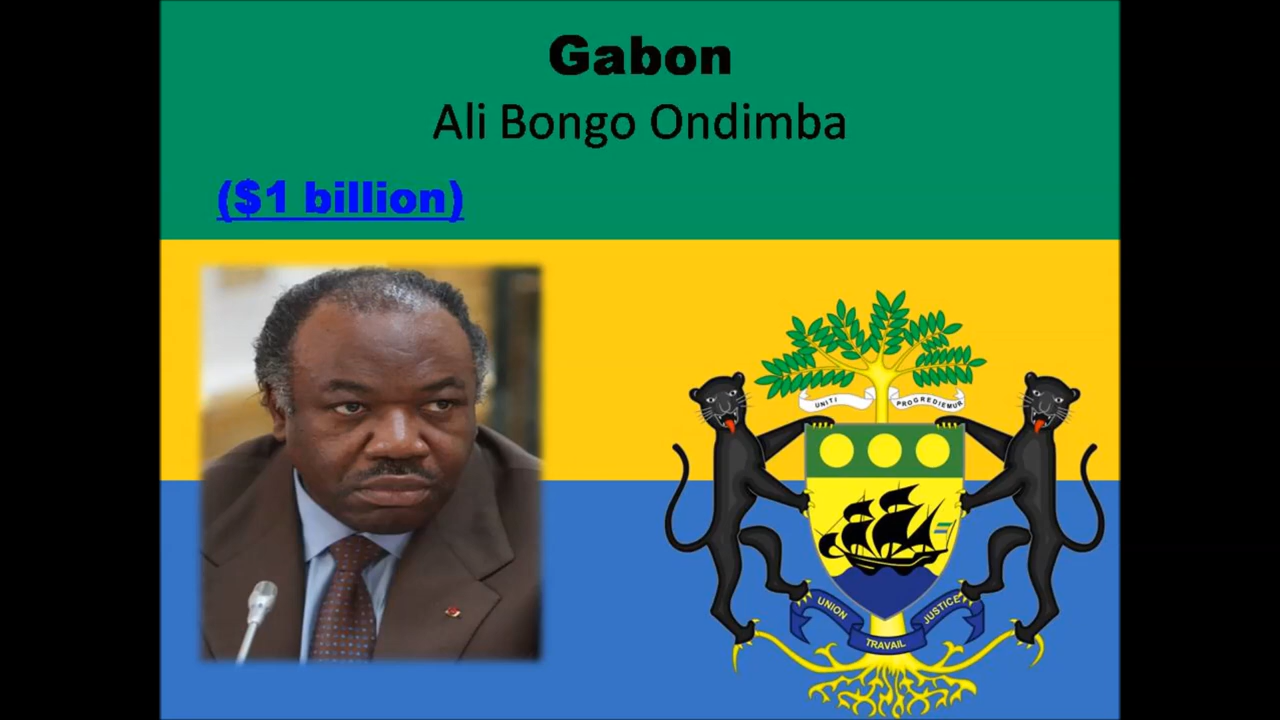 Gabon
Ali Bongo Ondimba
($1 billion)
UNITI PROGREDIEMUR
UNION TRAVAIL JUSTICE